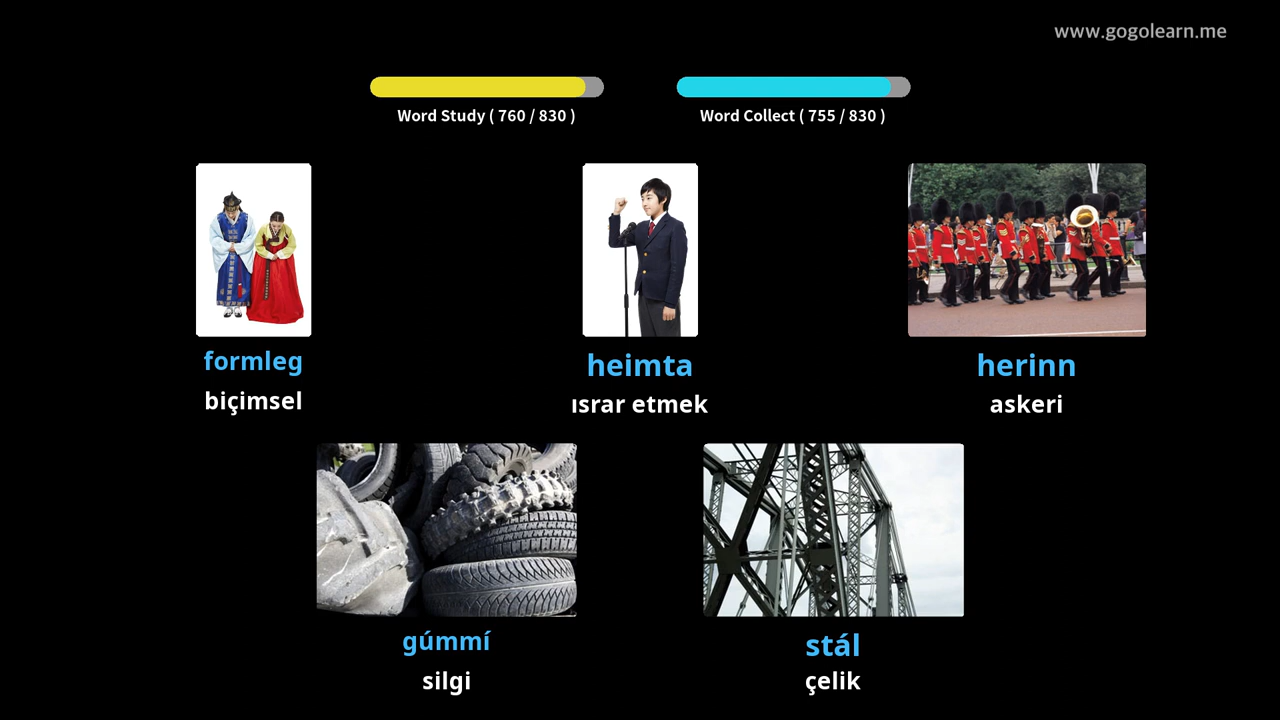 www.gogolearn.me
Word Study ( 760 / 830 )
Word Collect ( 755 / 830 )
formleg
biçimsel
heimta
ısrar etmek
herinn
askeri
gúmmí
silgi
stál
çelik